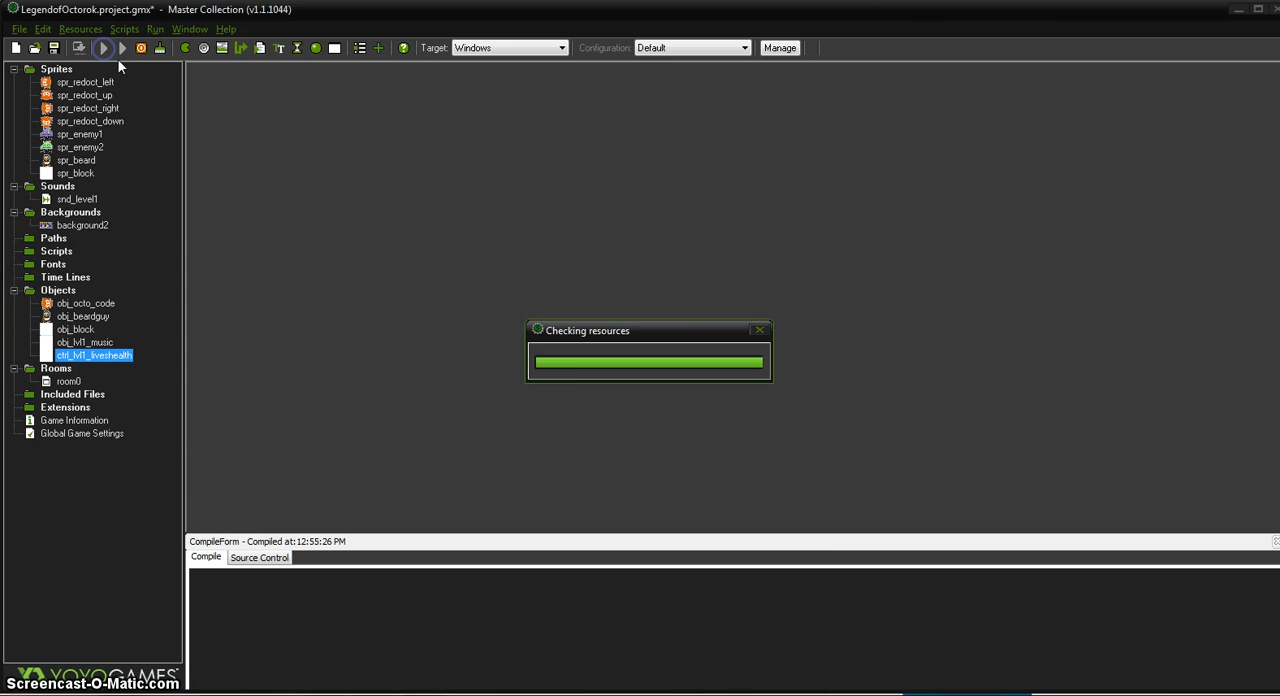 LegendofOctorok.project.gmx* - Master Collection (v1.1.1044)
File Edit Resources Scripts Run Window Help
Target: Windows Configuration: Default Manage
Sprites
spr_redoct_left
spr_redoct_up
spr_redoct_right
spr_redoct_down
spr_enemy1
spr_enemy2
spr_beard
spr_block
Sounds
snd_level1
Backgrounds
background2
Paths
Scripts
Fonts
Time Lines
Objects
obj_octo_code
obj_beardguy
obj_block
obj_lvl1_music
ctrl_lvl1_liveshealth
Rooms
room0
Included Files
Extensions
Game Information
Global Game Settings
Checking resources
CompileForm - Compiled at:12:55:26 PM
Compile Source Control
YOYOGAMES
Screencast-O-Matic.com